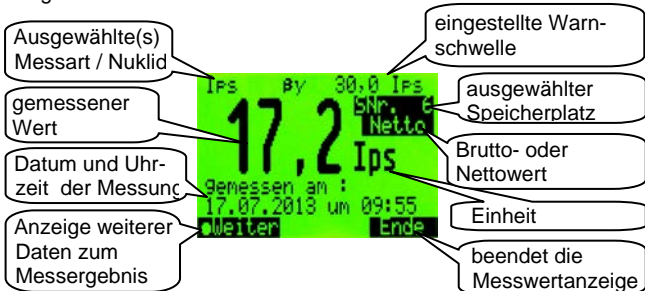 Ausgewählte(s)
Messart / Nuklid
gemessener
Wert
Datum und Uhr-
zeit der Messung
Anzeige weiterer
Daten zum
Messergebnis
Ips βγ 30,0 Ips
SNr. 6
Netto
17,2 Ips
gemessen am :
17.07.2013 um 09:55
Weiter Ende
eingestellte Warn-
schwelle
ausgewählter
Speicherplatz
Brutto- oder
Nettowert
Einheit
beendet die
Messwertanzeige